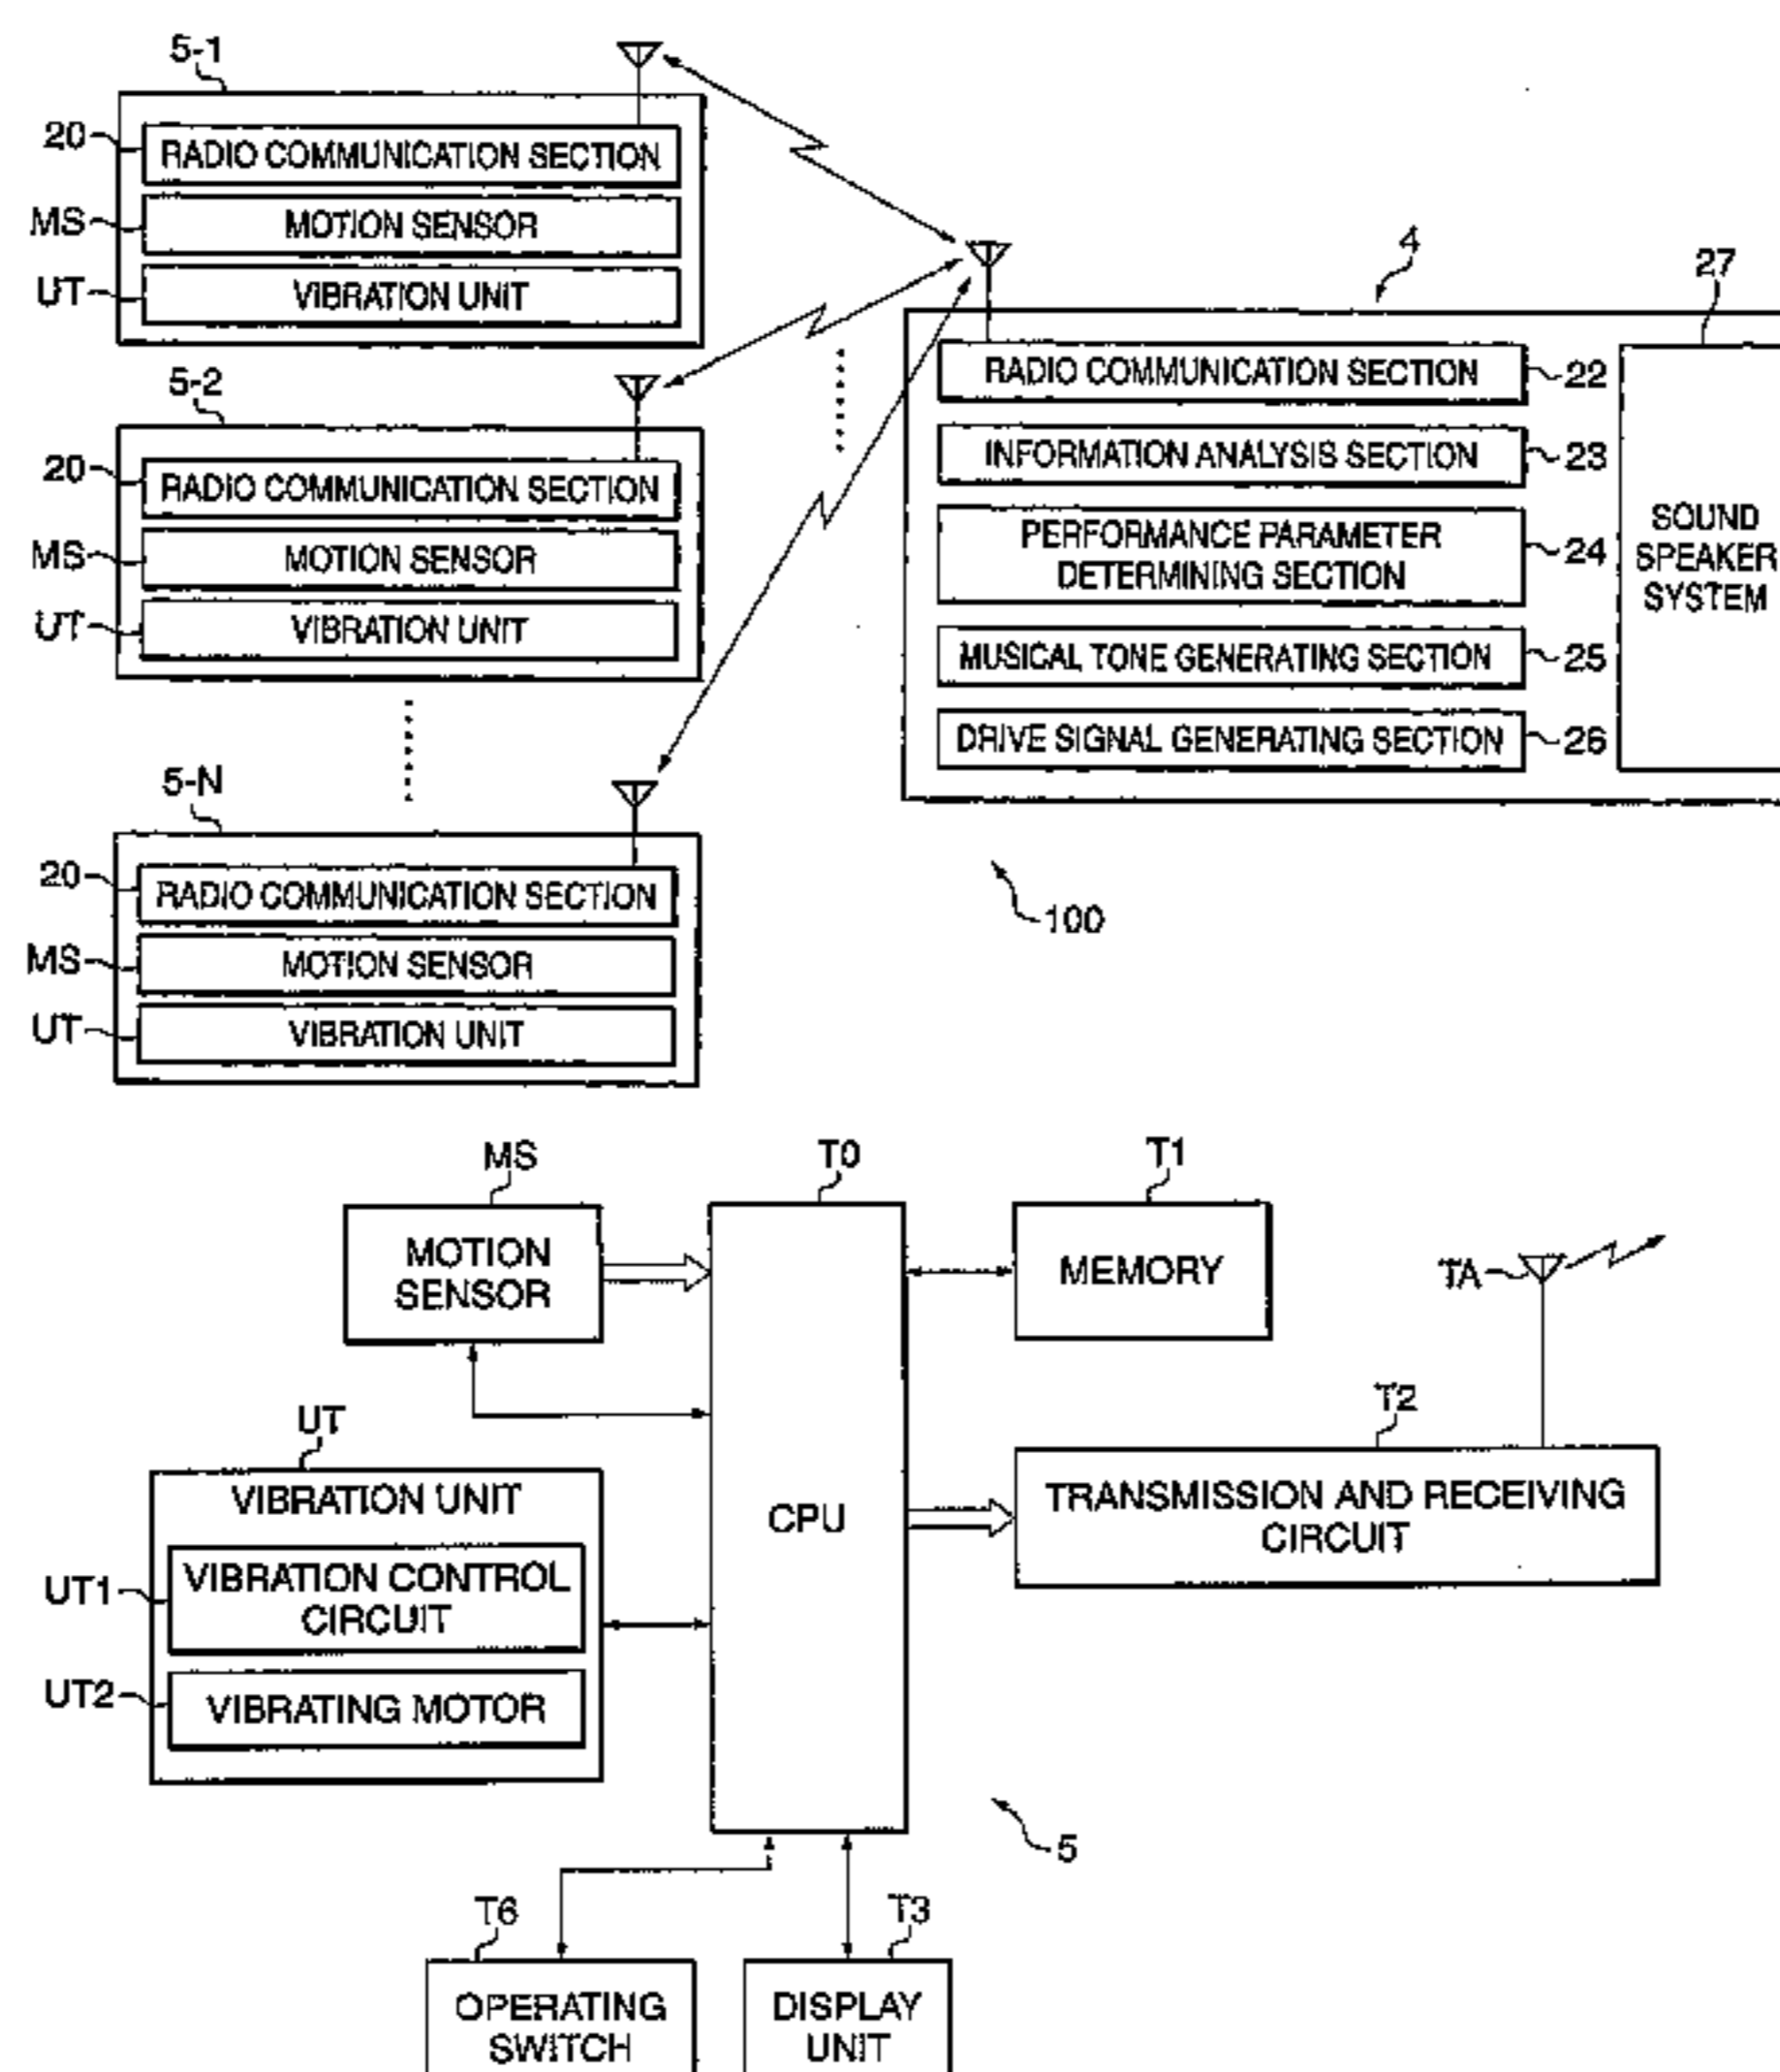 5-1
20
RADIO COMMUNICATION SECTION
MS
MOTION SENSOR
UT
VIBRATION UNIT
5-2
20
RADIO COMMUNICATION SECTION
MS
MOTION SENSOR
UT
VIBRATION UNIT
5-N
20
RADIO COMMUNICATION SECTION
MS
MOTION SENSOR
UT
VIBRATION UNIT
4
27
RADIO COMMUNICATION SECTION
22
INFORMATION ANALYSIS SECTION
23
PERFORMANCE PARAMETER
DETERMINING SECTION
24
MUSICAL TONE GENERATING SECTION
25
DRIVE SIGNAL GENERATING SECTION
26
SOUND
SPEAKER
SYSTEM
100
MS
MOTION
SENSOR
T0
CPU
T1
MEMORY
TA
T2
TRANSMISSION AND RECEIVING
CIRCUIT
UT
VIBRATION UNIT
UT1
VIBRATION CONTROL
CIRCUIT
UT2
VIBRATING MOTOR
5
T6
OPERATING
SWITCH
T3
DISPLAY
UNIT